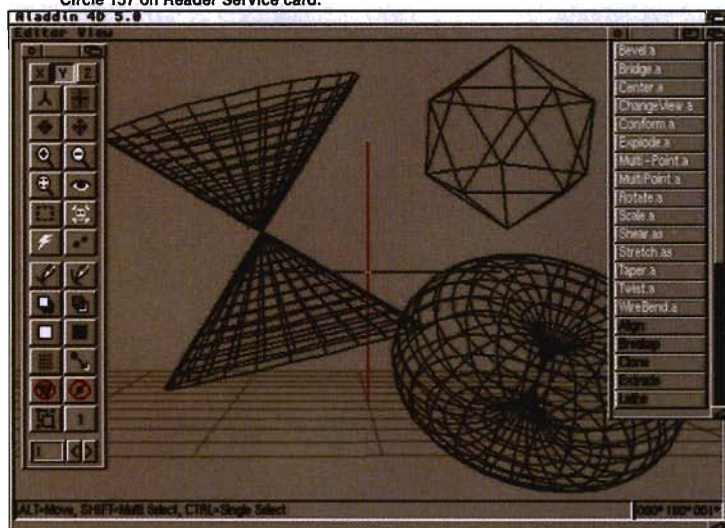 Circle 157 on Reader Service card.
Aladdin 4D 5.0
Editor View
X Y Z
Bevel.a
Bridge.a
Center.a
ChangeView.a
Conform.a
Explode.a
Multi-Point.a
MultiPoint.a
Rotate.a
Scale.a
Shear.as
Stretch.as
Taper.a
Twist.a
WireBend.a
Align
Breakup
Clone
Extrude
Lathe
1
1
ALT=Move, SHIFT=Multi Select, CTRL=Single Select